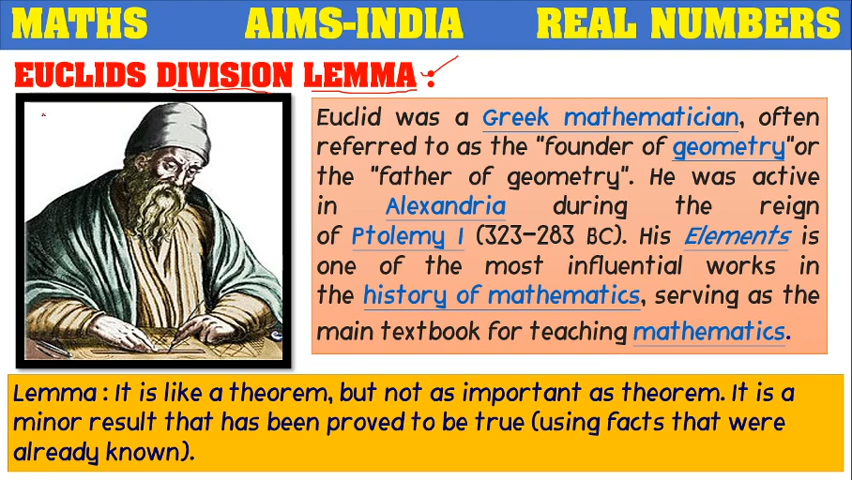 MATHS AIMS-INDIA REAL NUMBERS
EUCLIDS DIVISION LEMMA :
Euclid was a Greek mathematician, often
referred to as the "founder of geometry"or
the "father of geometry". He was active
in Alexandria during the reign
of Ptolemy I (323–283 BC). His Elements is
one of the most influential works in
the history of mathematics, serving as the
main textbook for teaching mathematics.
Lemma : It is like a theorem, but not as important as theorem. It is a
minor result that has been proved to be true (using facts that were
already known).